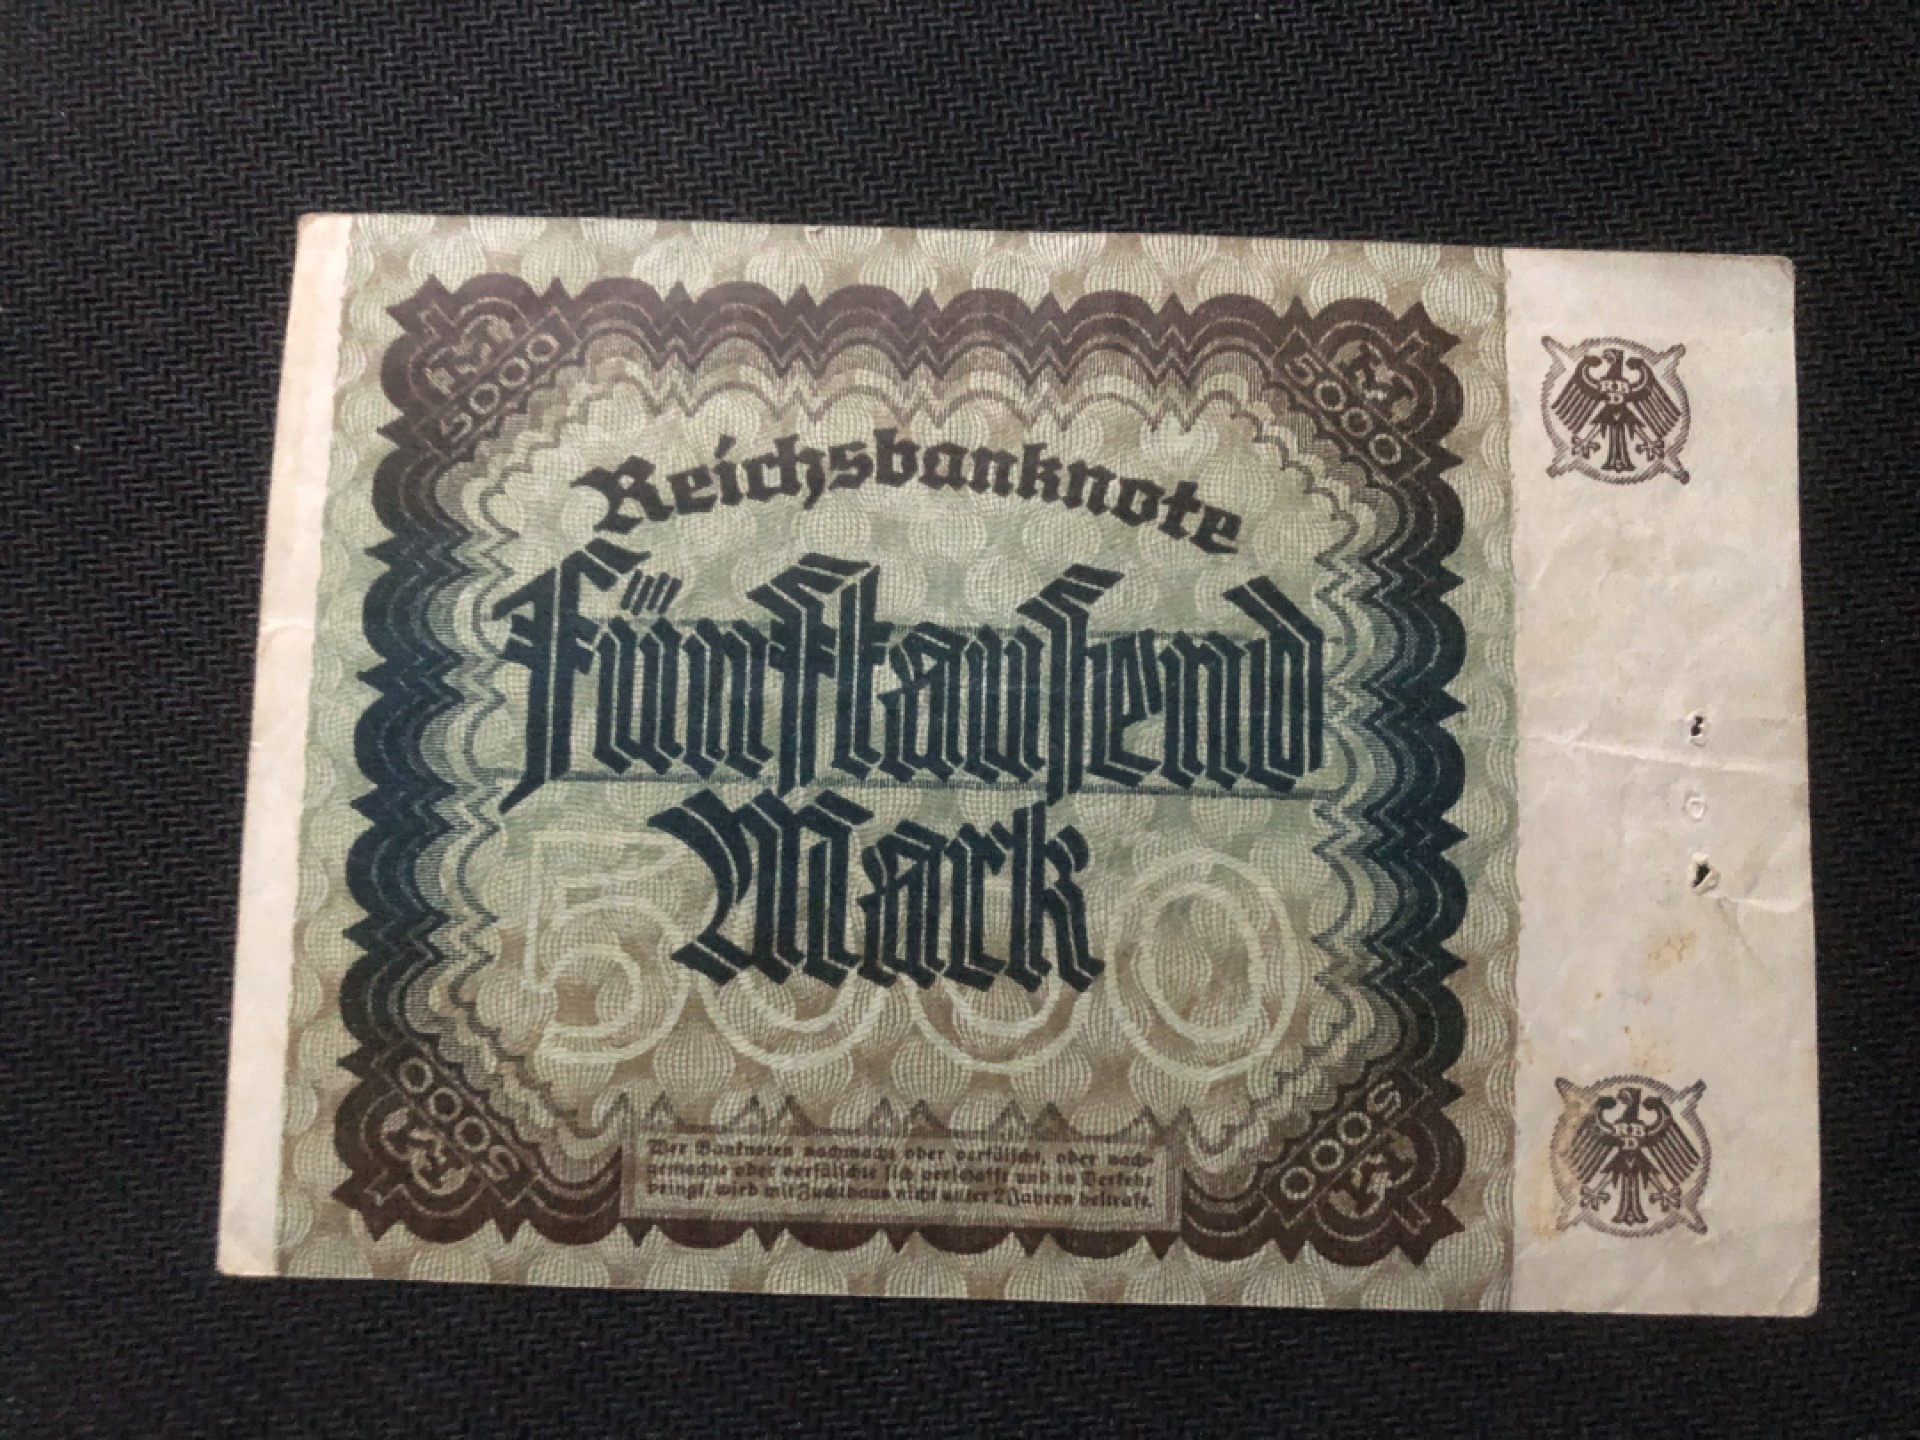 M
5000
M
5000
RB
D
Reichsbanknote
Fünftausend
Mark
5000
M
5000
M
5000
Wer Banknoten nachmacht oder verfälscht, oder nach-
gemachte oder verfälschte sich verschafft und in Verkehr
bringt, wird mit Zuchthaus nicht unter 2 Jahren bestraft.
RB
D